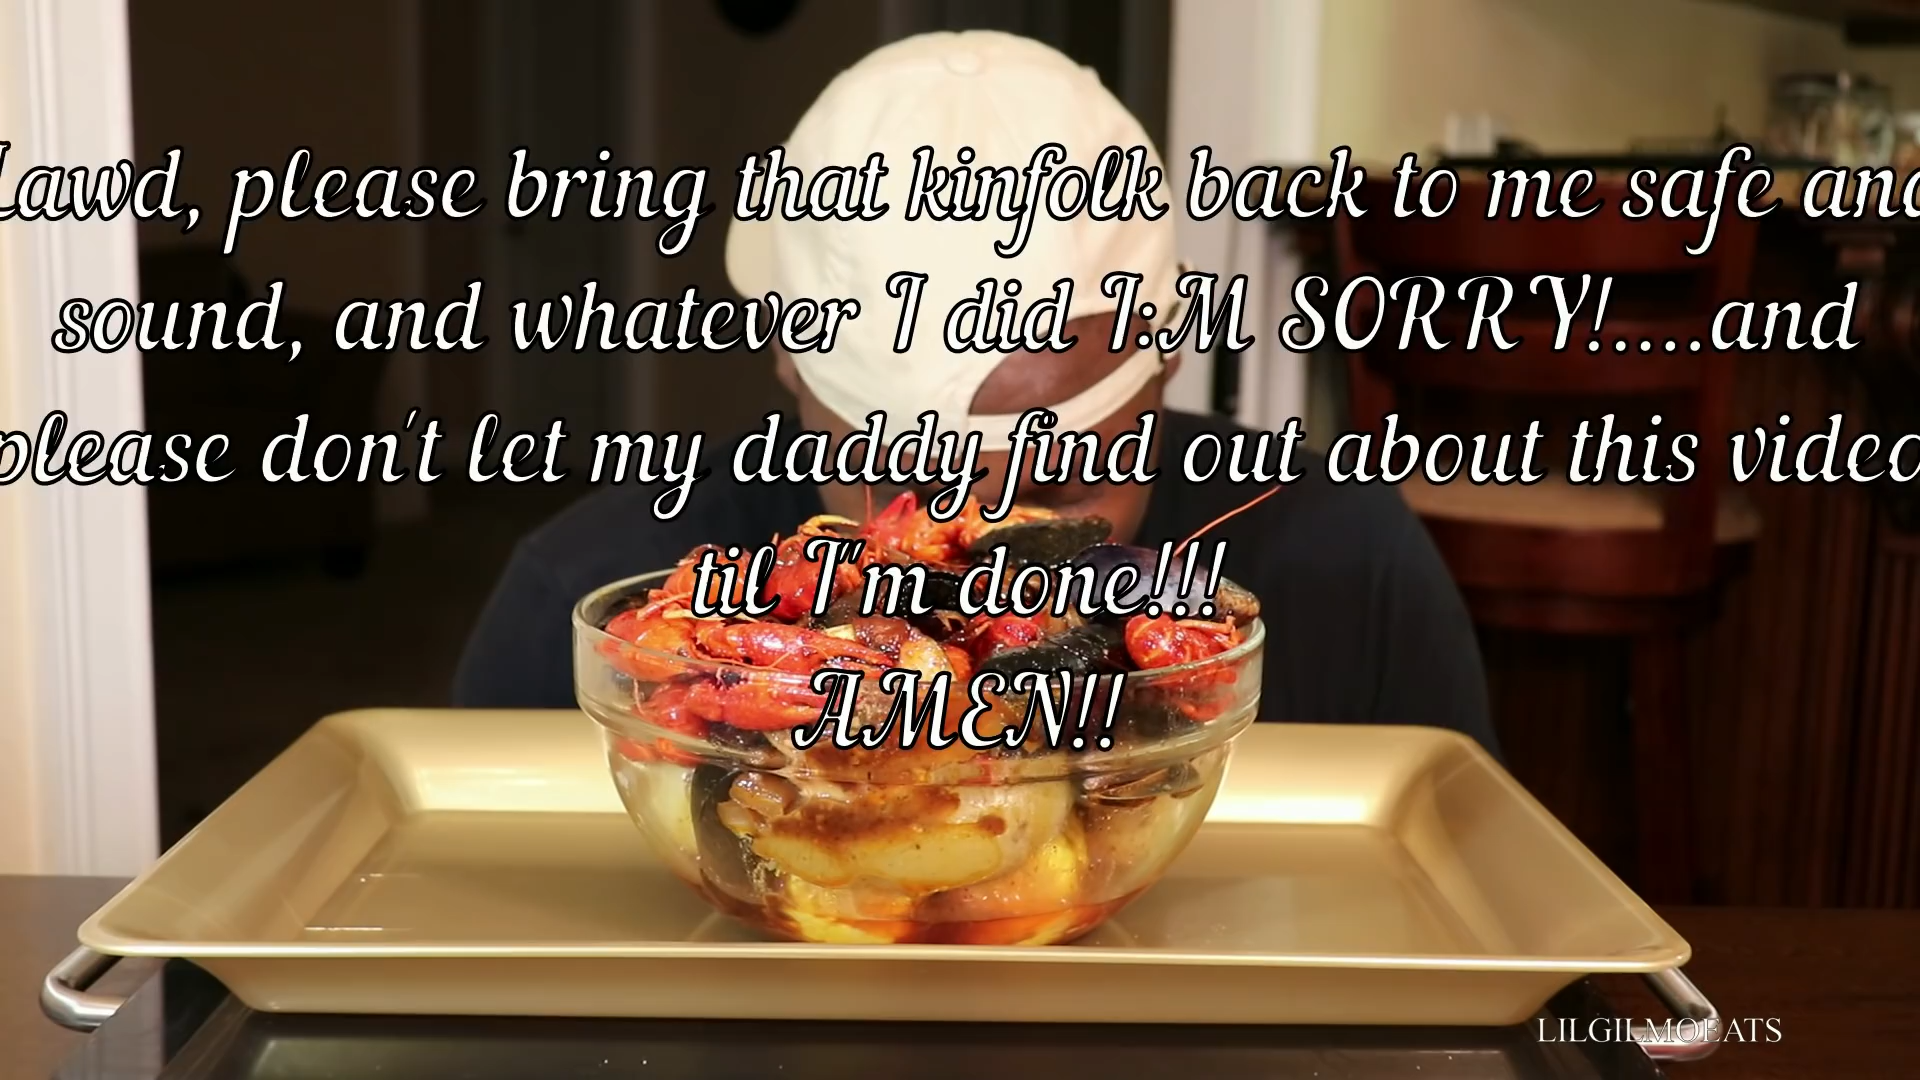 Lawd, please bring that kinfolk back to me safe and
sound, and whatever I did I:M SORRY!....and
please don't let my daddy find out about this video
til I"m done!!!
AMEN!!
LILGILMOEATS